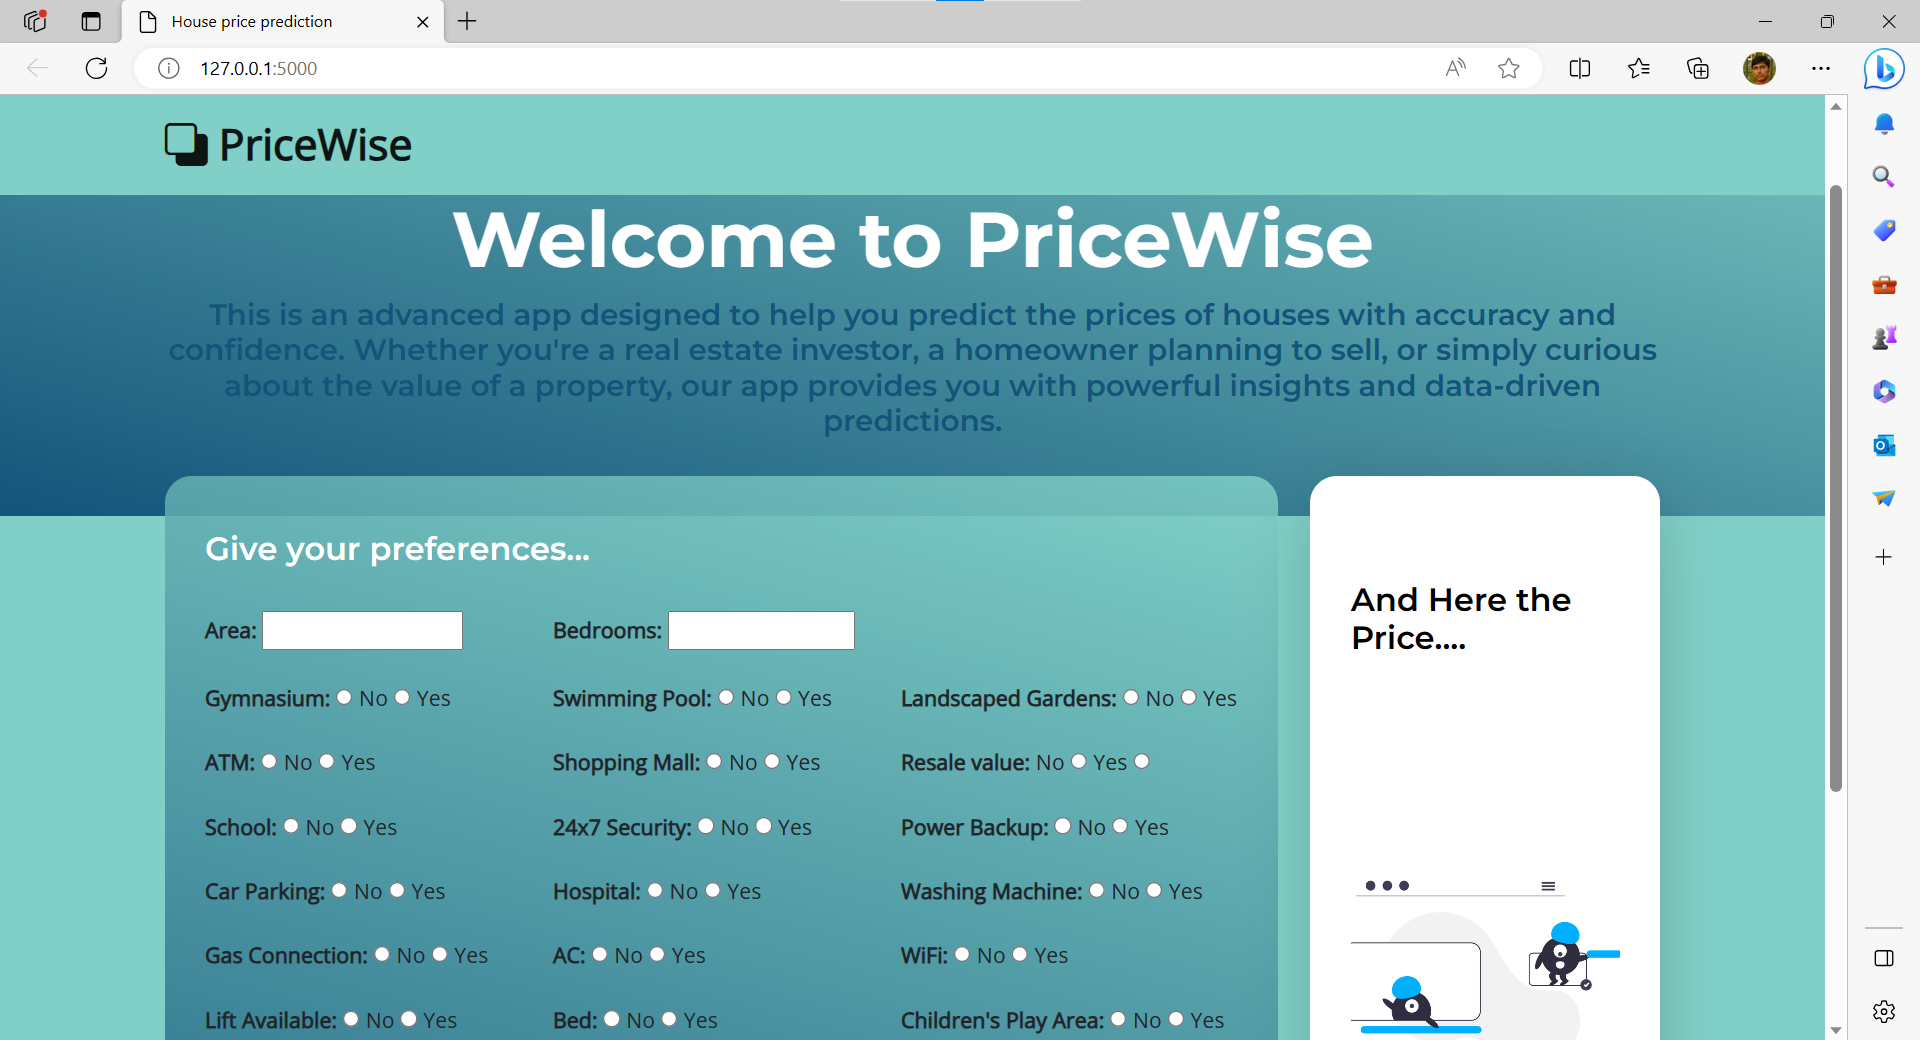 House price prediction
127.0.0.1:5000
PriceWise
Welcome to PriceWise
This is an advanced app designed to help you predict the prices of houses with accuracy and
confidence. Whether you're a real estate investor, a homeowner planning to sell, or simply curious
about the value of a property, our app provides you with powerful insights and data-driven
predictions.
Give your preferences...
Area:
Bedrooms:
Gymnasium: No Yes
Swimming Pool: No Yes
Landscaped Gardens: No Yes
ATM: No Yes
Shopping Mall: No Yes
Resale value: No Yes
School: No Yes
24x7 Security: No Yes
Power Backup: No Yes
Car Parking: No Yes
Hospital: No Yes
Washing Machine: No Yes
Gas Connection: No Yes
AC: No Yes
WiFi: No Yes
Lift Available: No Yes
Bed: No Yes
Children's Play Area: No Yes
And Here the
Price....